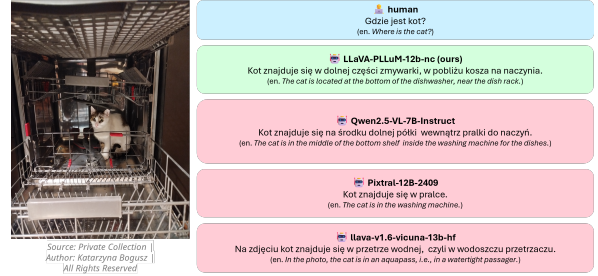 human
Gdzie jest kot?
(en. Where is the cat?)
LLaVA-PLLuM-12b-nc (ours)
Kot znajduje się w dolnej części zmywarki, w pobliżu kosza na naczynia.
(en. The cat is located at the bottom of the dishwasher, near the dish rack.)
Qwen2.5-VL-7B-Instruct
Kot znajduje się na środku dolnej półki wewnątrz pralki do naczyń.
(en. The cat is in the middle of the bottom shelf inside the washing machine for the dishes.)
Pixtral-12B-2409
Kot znajduje się w pralce.
(en. The cat is in the washing machine.)
llava-v1.6-vicuna-13b-hf
Na zdjęciu kot znajduje się w przetrze wodnej, czyli w wodoszczu przetrzaczu.
(en. In the photo, the cat is in an aquapass, i.e., in a watertight passager.)
Source: Private Collection |
Author: Katarzyna Bogusz |
All Rights Reserved